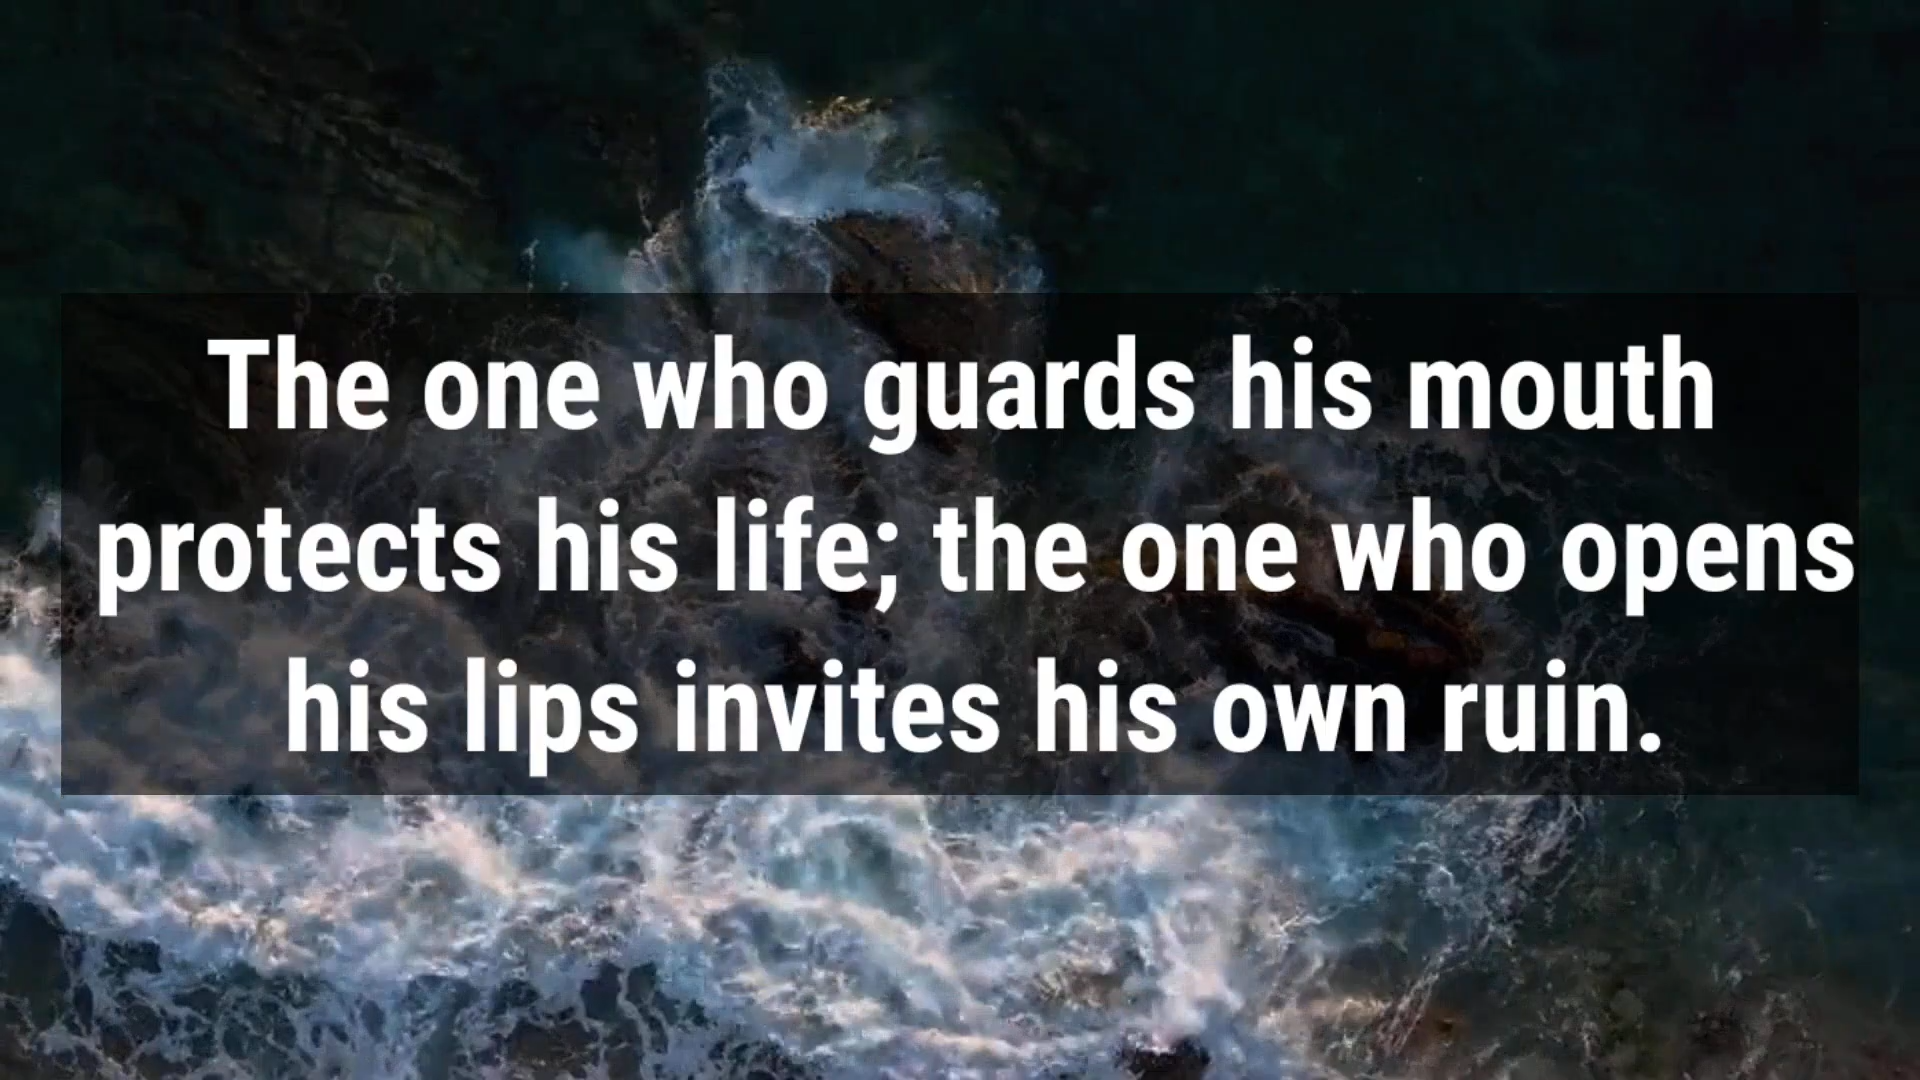 The one who guards his mouth
protects his life; the one who opens
his lips invites his own ruin.